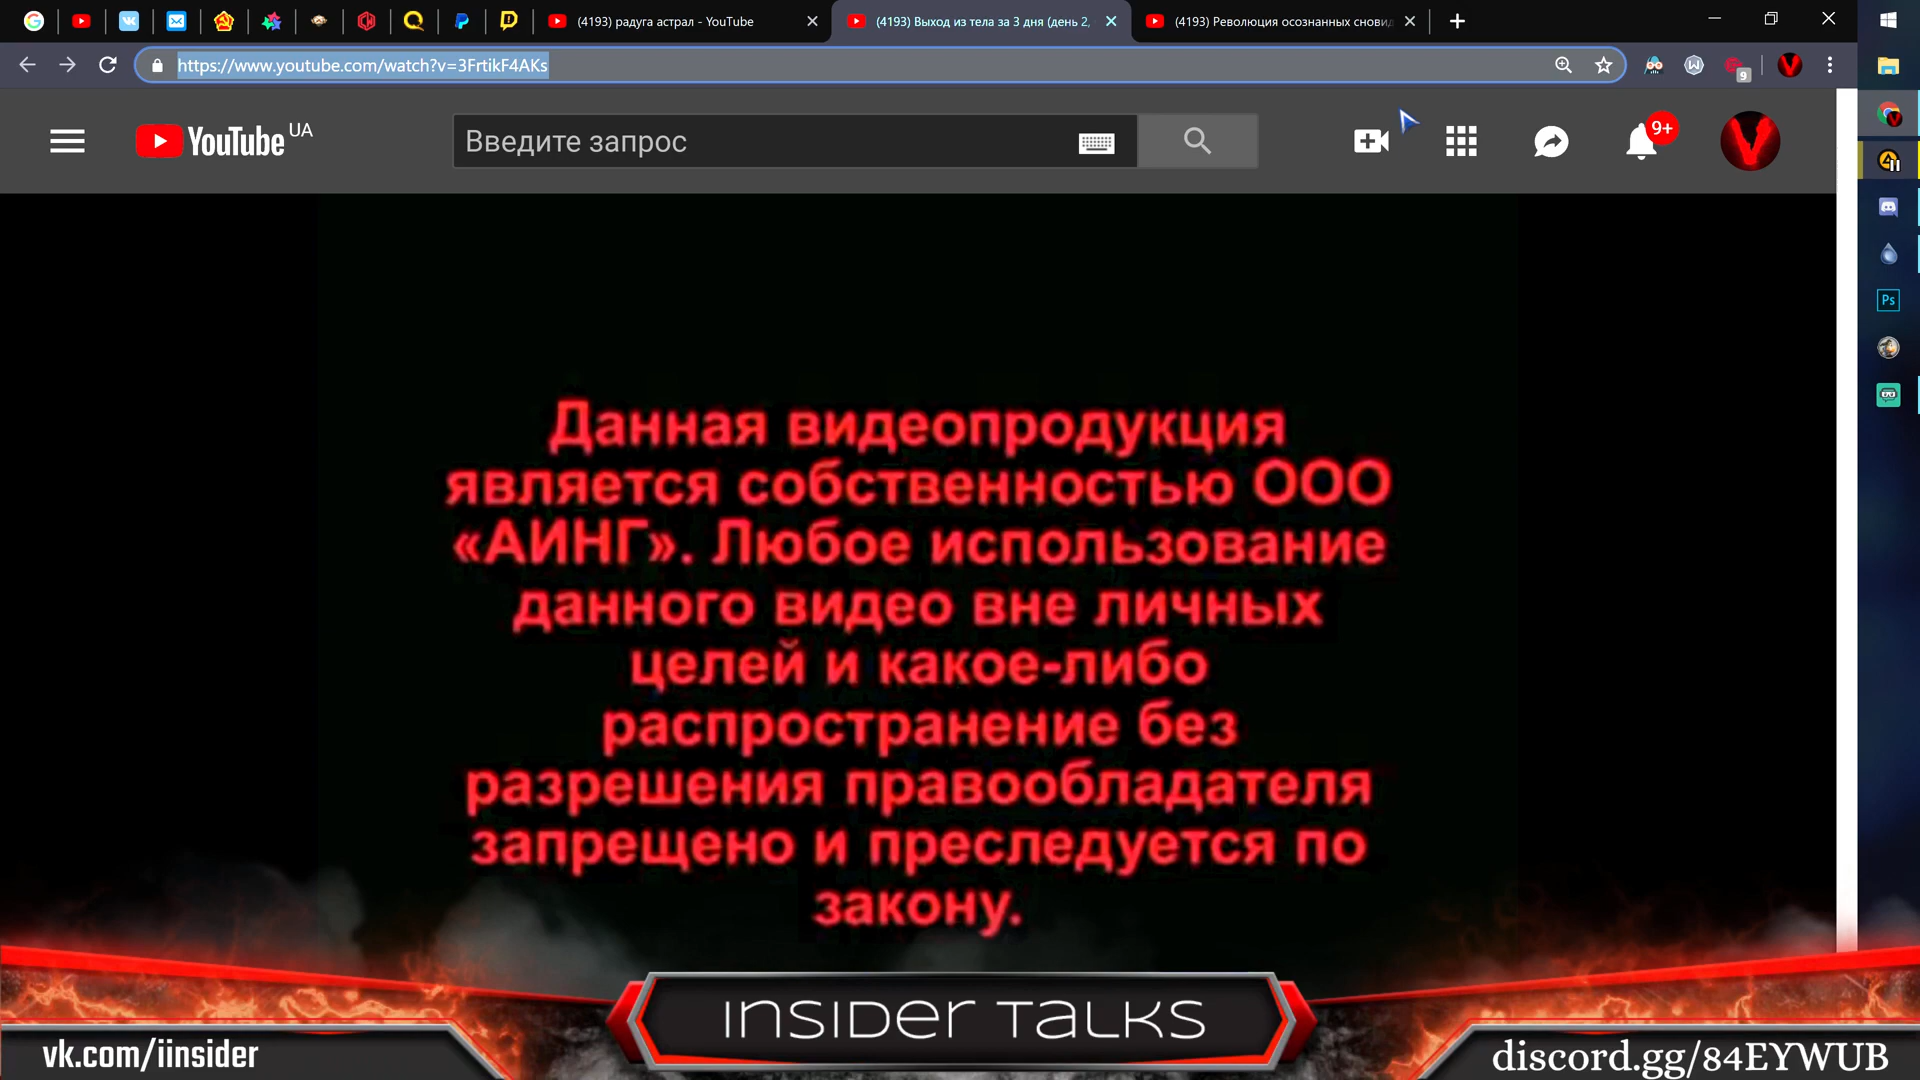 (4193) радуга астрал - YouTube
(4193) Выход из тела за 3 дня (день 2,
(4193) Революция осознанных сновид
https://www.youtube.com/watch?v=3FrtikF4AKs
9
YouTube UA
Введите запрос
9+
Ps
Данная видеопродукция
является собственностью ООО
«АИНГ». Любое использование
данного видео вне личных
целей и какое-либо
распространение без
разрешения правообладателя
запрещено и преследуется по
закону.
INSIDER TALKS
vk.com/iinsider
discord.gg/84EYWUB